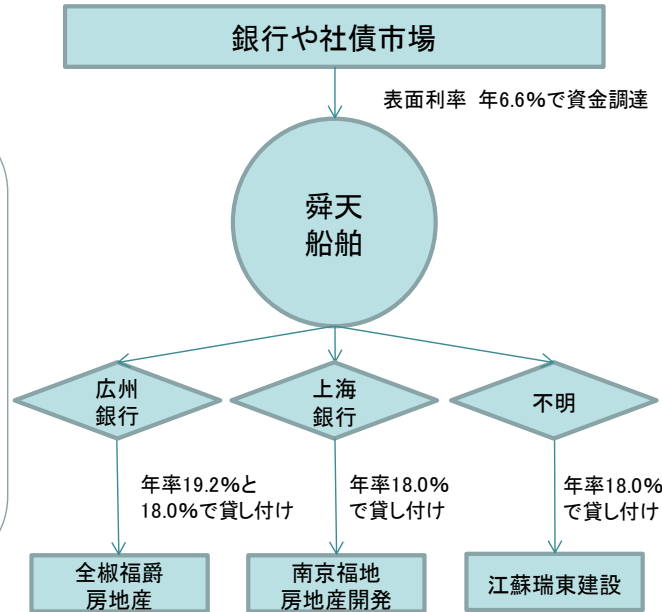 銀行や社債市場
表面利率 年6.6%で資金調達
舜天
船舶
広州
銀行
上海
銀行
不明
年率19.2%と
18.0%で貸し付け
年率18.0%
で貸し付け
年率18.0%
で貸し付け
全椒福爵
房地産
南京福地
房地産開発
江蘇瑞東建設